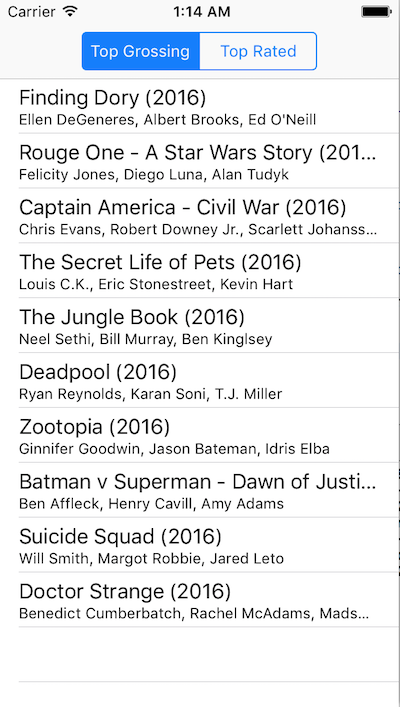 Carrier 1:14 AM
Top Grossing Top Rated
Finding Dory (2016)
Ellen DeGeneres, Albert Brooks, Ed O'Neill
Rouge One - A Star Wars Story (201...
Felicity Jones, Diego Luna, Alan Tudyk
Captain America - Civil War (2016)
Chris Evans, Robert Downey Jr., Scarlett Johanss...
The Secret Life of Pets (2016)
Louis C.K., Eric Stonestreet, Kevin Hart
The Jungle Book (2016)
Neel Sethi, Bill Murray, Ben Kinglsey
Deadpool (2016)
Ryan Reynolds, Karan Soni, T.J. Miller
Zootopia (2016)
Ginnifer Goodwin, Jason Bateman, Idris Elba
Batman v Superman - Dawn of Justi...
Ben Affleck, Henry Cavill, Amy Adams
Suicide Squad (2016)
Will Smith, Margot Robbie, Jared Leto
Doctor Strange (2016)
Benedict Cumberbatch, Rachel McAdams, Mads...